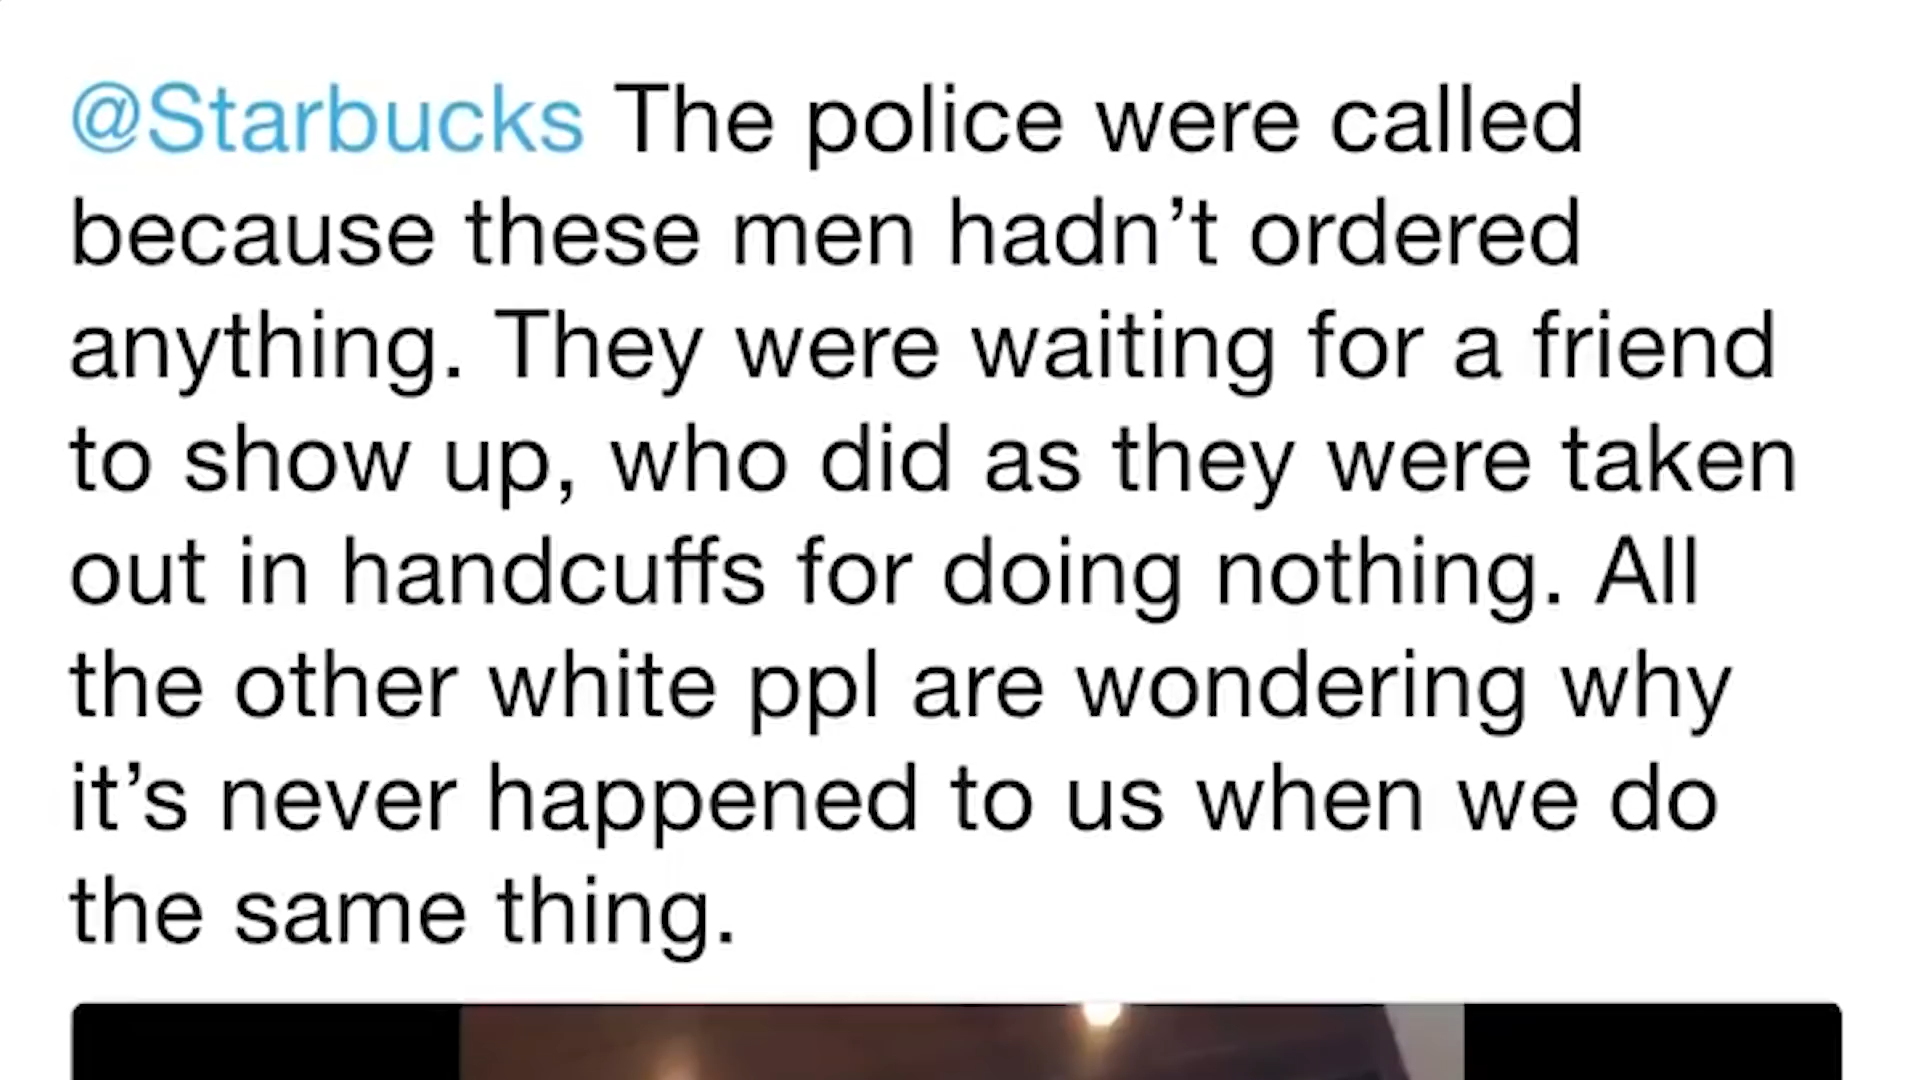 @Starbucks The police were called
because these men hadn’t ordered
anything. They were waiting for a friend
to show up, who did as they were taken
out in handcuffs for doing nothing. All
the other white ppl are wondering why
it’s never happened to us when we do
the same thing.